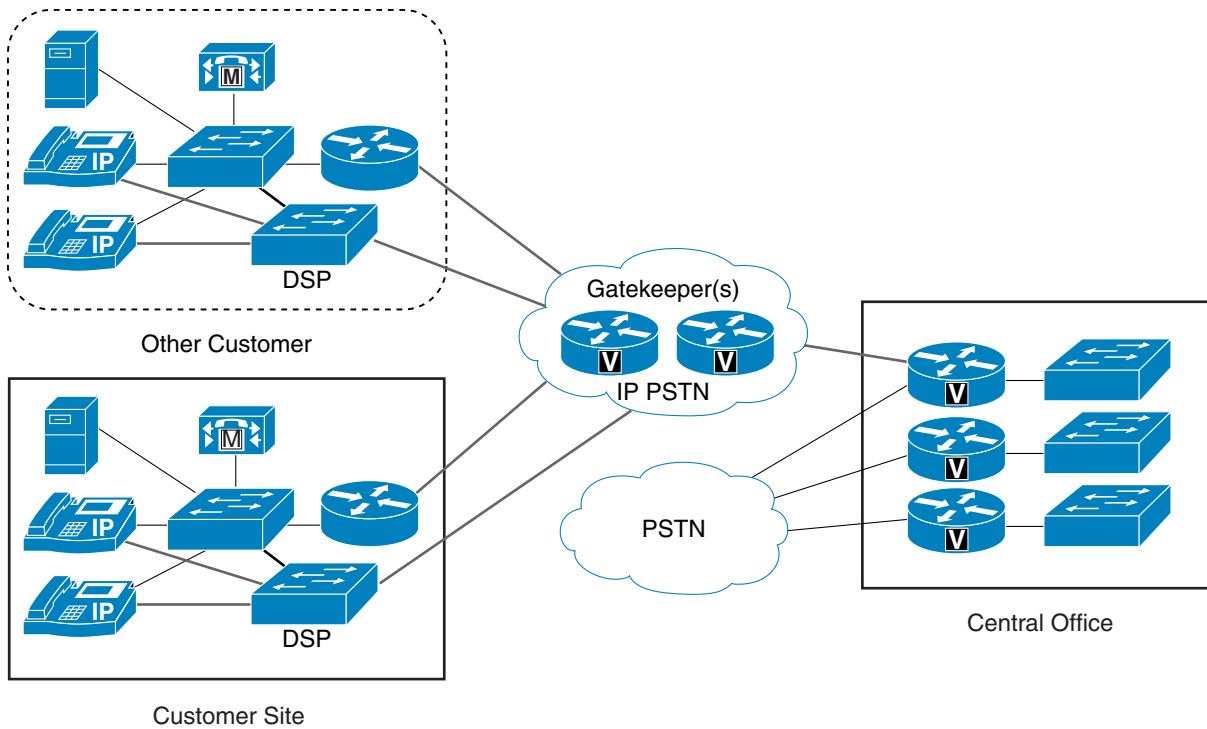 M
IP
IP
DSP
Other Customer
Gatekeeper(s)
V
V
IP PSTN
M
IP
IP
DSP
Customer Site
PSTN
V
V
V
Central Office